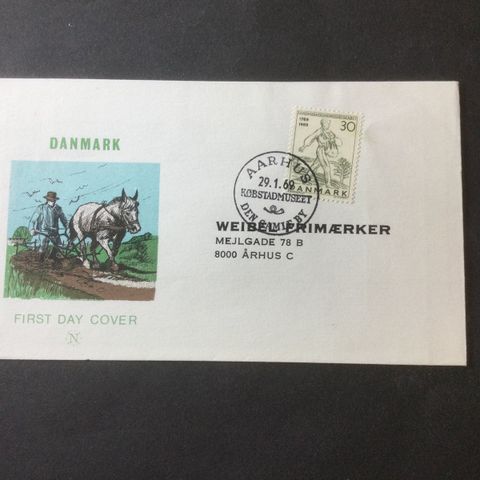 DANMARK
FIRST DAY COVER
N
30
DANMARK
AARHUS
29.1.69
KØBSTADMUSEET
DEN GAMLE BY
WEIBEL FRIMÆRKER
MEJLGADE 78 B
8000 ÅRHUS C